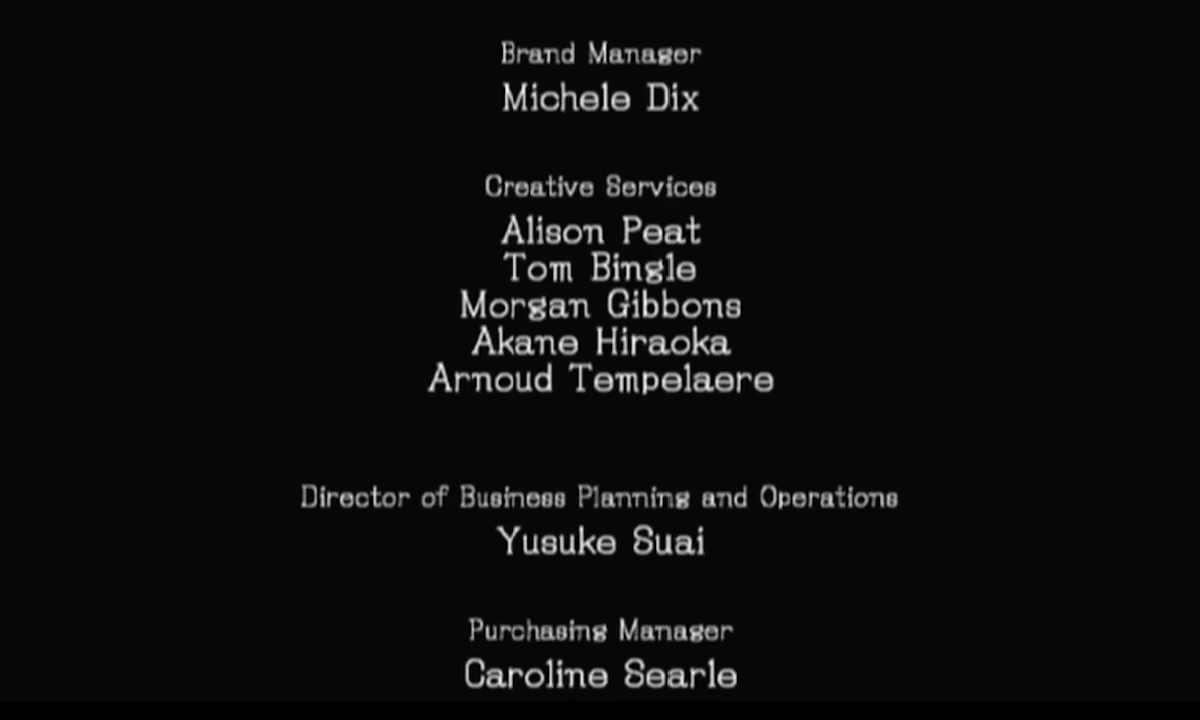 Brand Manager
Michele Dix
Creative Services
Alison Peat
Tom Bingle
Morgan Gibbons
Akane Hiraoka
Arnoud Tempelaere
Director of Business Planning and Operations
Yusuke Suai
Purchasing Manager
Caroline Searle